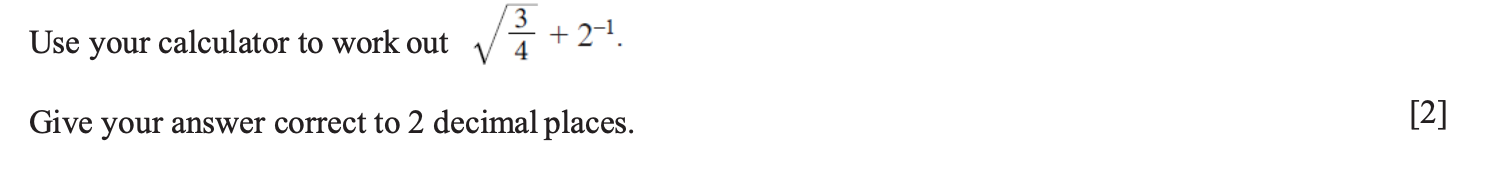 Use your calculator to work out √(3/4) + 2⁻¹.
Give your answer correct to 2 decimal places. [2]